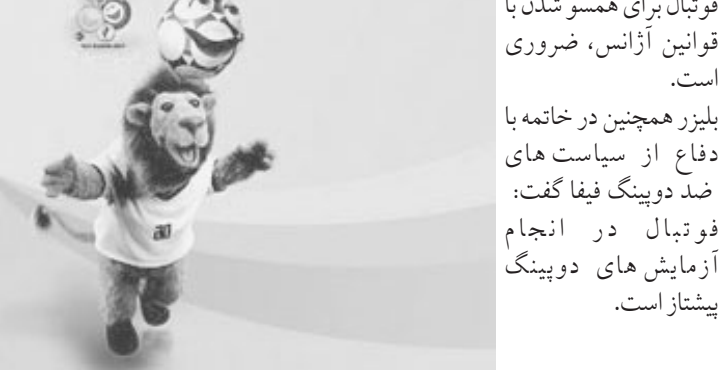 فوتبال برای همسو شدن با
قوانین آژانس، ضروری
است.
بلیزر همچنین در خاتمه با
دفاع از سیاست های
ضد دوپینگ فیفا گفت:
فوتبال در انجام
آزمایش های دوپینگ
پیشتاز است.